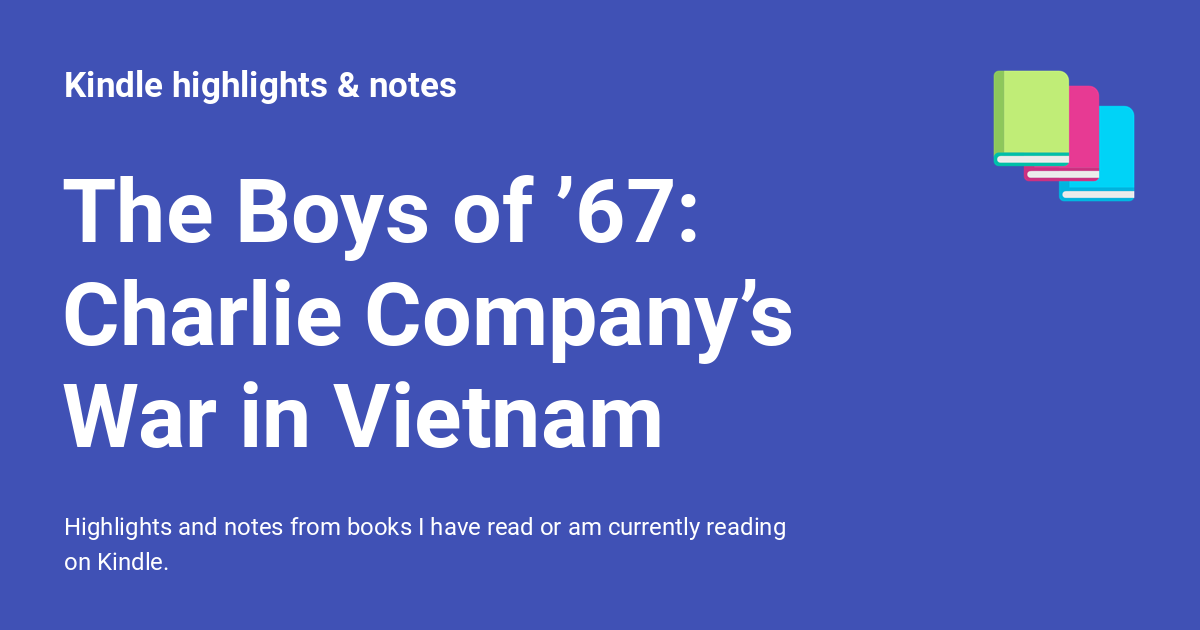 Kindle highlights & notes
The Boys of ’67:
Charlie Company’s
War in Vietnam
Highlights and notes from books I have read or am currently reading
on Kindle.